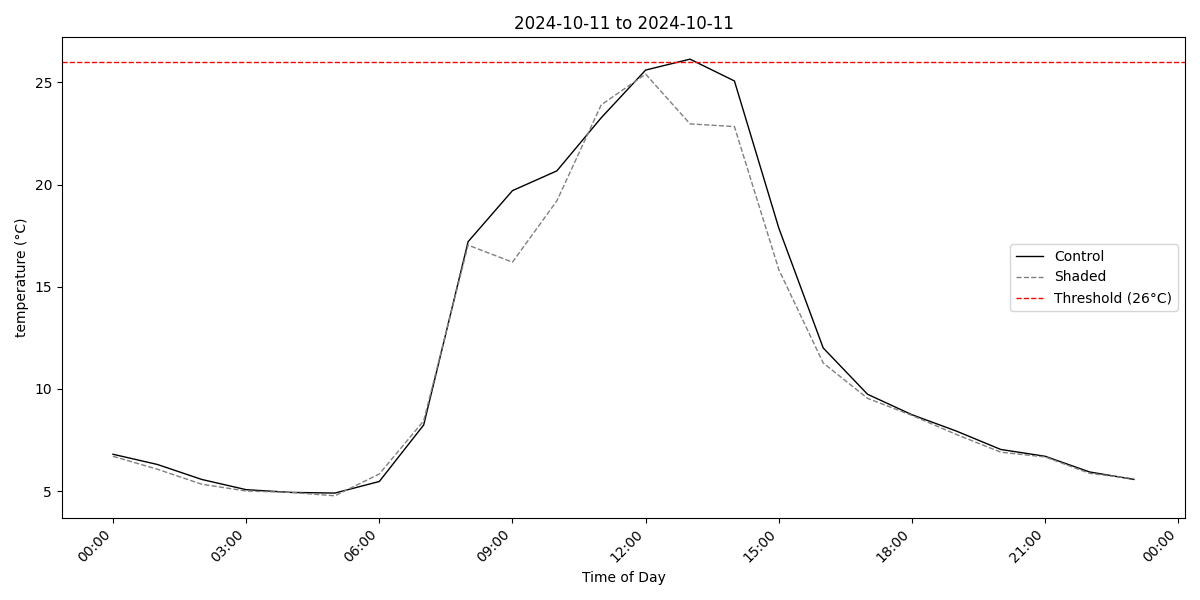 2024-10-11 to 2024-10-11
temperature (°C)
25
20
15
10
5
Control
Shaded
Threshold (26°C)
00:00
03:00
06:00
09:00
12:00
15:00
18:00
21:00
00:00
Time of Day